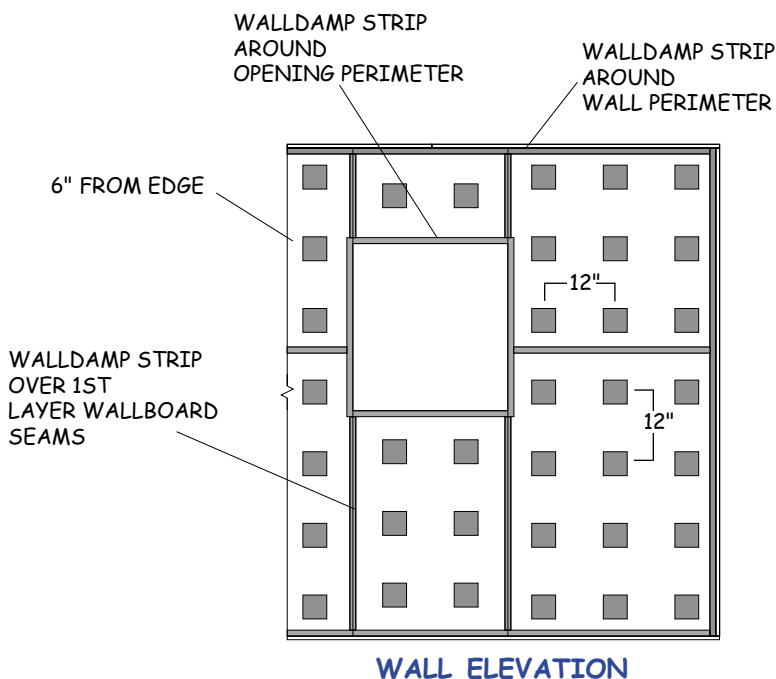 WALLDAMP STRIP
AROUND
OPENING PERIMETER
WALLDAMP STRIP
AROUND
WALL PERIMETER
6" FROM EDGE
12"
WALLDAMP STRIP
OVER 1ST
LAYER WALLBOARD
SEAMS
12"
WALL ELEVATION